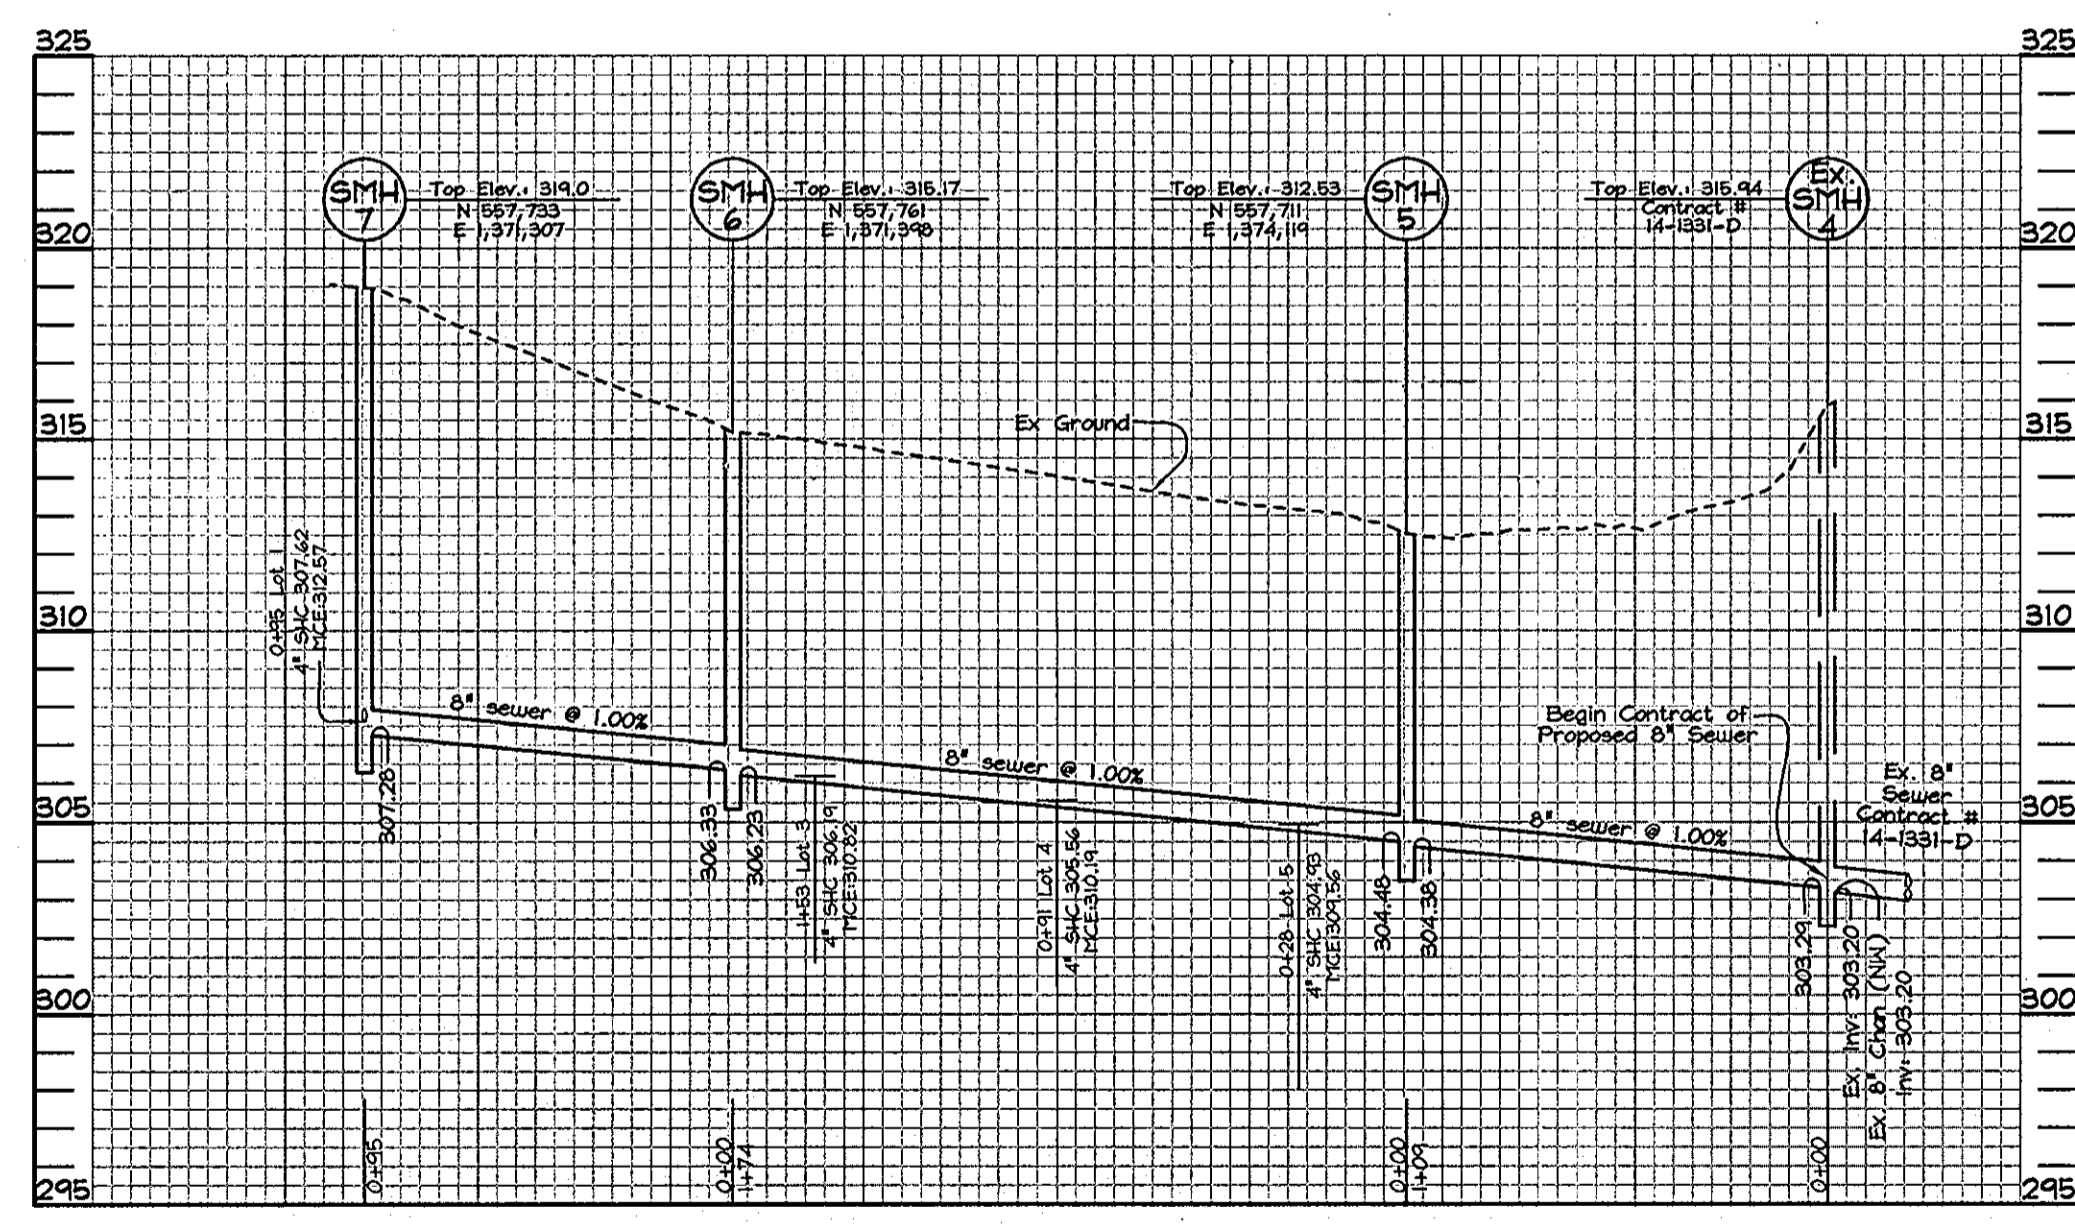 325
325
SMH
7
Top Elev.: 319.0
N 557,733
E 1,371,307
SMH
6
Top Elev.: 315.17
N 557,761
E 1,371,398
Top Elev.: 312.53
N 557,711
E 1,374,119
SMH
5
Top Elev.: 315.94
Contract #
14-1331-D
Ex.
SMH
4
320
320
315
315
Ex Ground
310
310
0+95 Lot 1
4" SHC 307.62
MCE:312.57
8" sewer @ 1.00%
8" sewer @ 1.00%
8" sewer @ 1.00%
Begin Contract of
Proposed 8" Sewer
Ex. 8"
Sewer
Contract #
14-1331-D
305
305
307.28
306.33
306.23
1+53 Lot 3
4" SHC 306.19
MCE:310.82
0+91 Lot 4
4" SHC 305.56
MCE:310.19
0+28 Lot 5
4" SHC 304.93
MCE:309.56
304.48
304.38
303.29
Ex. Inv: 303.20
Ex. 8" Chan (NW)
Inv: 303.20
300
300
0+95
0+00
1+74
0+00
1+09
0+00
295
295